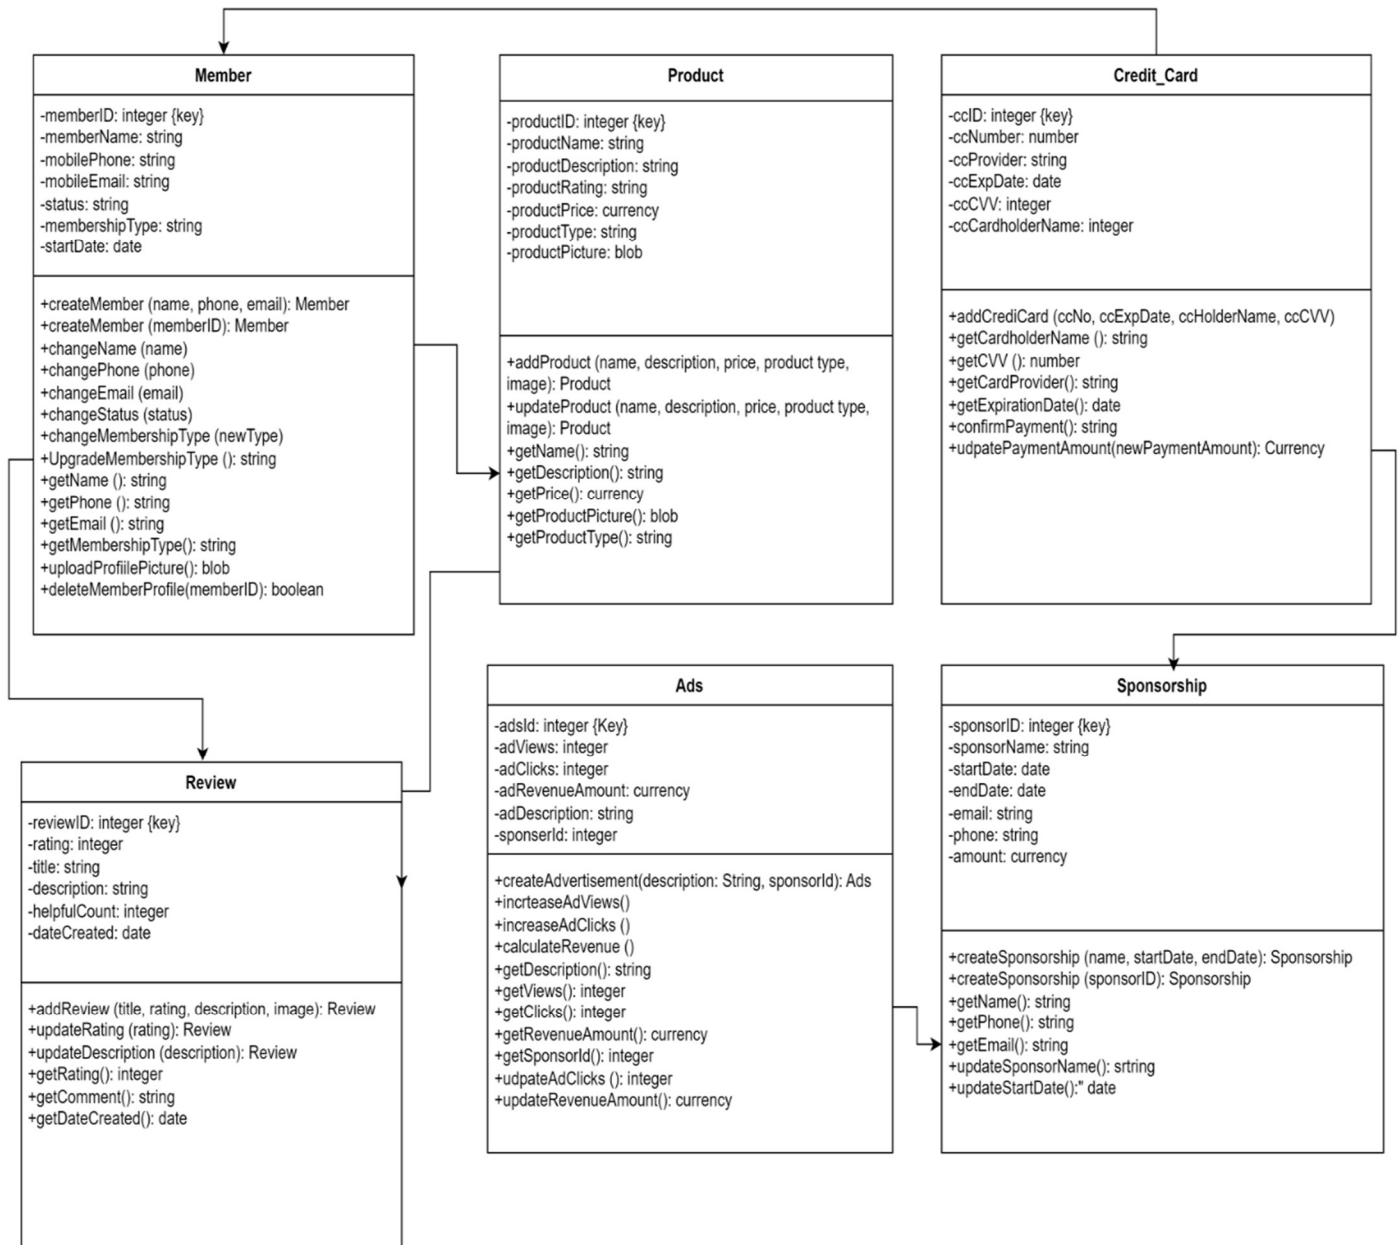 Member
-memberID: integer {key}
-memberName: string
-mobilePhone: string
-mobileEmail: string
-status: string
-membershipType: string
-startDate: date
+createMember (name, phone, email): Member
+createMember (memberID): Member
+changeName (name)
+changePhone (phone)
+changeEmail (email)
+changeStatus (status)
+changeMembershipType (newType)
+UpgradeMembershipType (): string
+getName (): string
+getPhone (): string
+getEmail (): string
+getMembershipType(): string
+uploadProfiilePicture(): blob
+deleteMemberProfile(memberID): boolean
Product
-productID: integer {key}
-productName: string
-productDescription: string
-productRating: string
-productPrice: currency
-productType: string
-productPicture: blob
+addProduct (name, description, price, product type,
image): Product
+updateProduct (name, description, price, product type,
image): Product
+getName(): string
+getDescription(): string
+getPrice(): currency
+getProductPicture(): blob
+getProductType(): string
Credit_Card
-ccID: integer {key}
-ccNumber: number
-ccProvider: string
-ccExpDate: date
-ccCVV: integer
-ccCardholderName: integer
+addCrediCard (ccNo, ccExpDate, ccHolderName, ccCVV)
+getCardholderName (): string
+getCVV (): number
+getCardProvider(): string
+getExpirationDate(): date
+confirmPayment(): string
+udpatePaymentAmount(newPaymentAmount): Currency
Review
-reviewID: integer {key}
-rating: integer
-title: string
-description: string
-helpfulCount: integer
-dateCreated: date
+addReview (title, rating, description, image): Review
+updateRating (rating): Review
+updateDescription (description): Review
+getRating(): integer
+getComment(): string
+getDateCreated(): date
Ads
-adsId: integer {Key}
-adViews: integer
-adClicks: integer
-adRevenueAmount: currency
-adDescription: string
-sponserId: integer
+createAdvertisement(description: String, sponsorId): Ads
+incrteaseAdViews()
+increaseAdClicks ()
+calculateRevenue ()
+getDescription(): string
+getViews(): integer
+getClicks(): integer
+getRevenueAmount(): currency
+getSponsorId(): integer
+udpateAdClicks (): integer
+updateRevenueAmount(): currency
Sponsorship
-sponsorID: integer {key}
-sponsorName: string
-startDate: date
-endDate: date
-email: string
-phone: string
-amount: currency
+createSponsorship (name, startDate, endDate): Sponsorship
+createSponsorship (sponsorID): Sponsorship
+getName(): string
+getPhone(): string
+getEmail(): string
+updateSponsorName(): srtring
+updateStartDate():" date